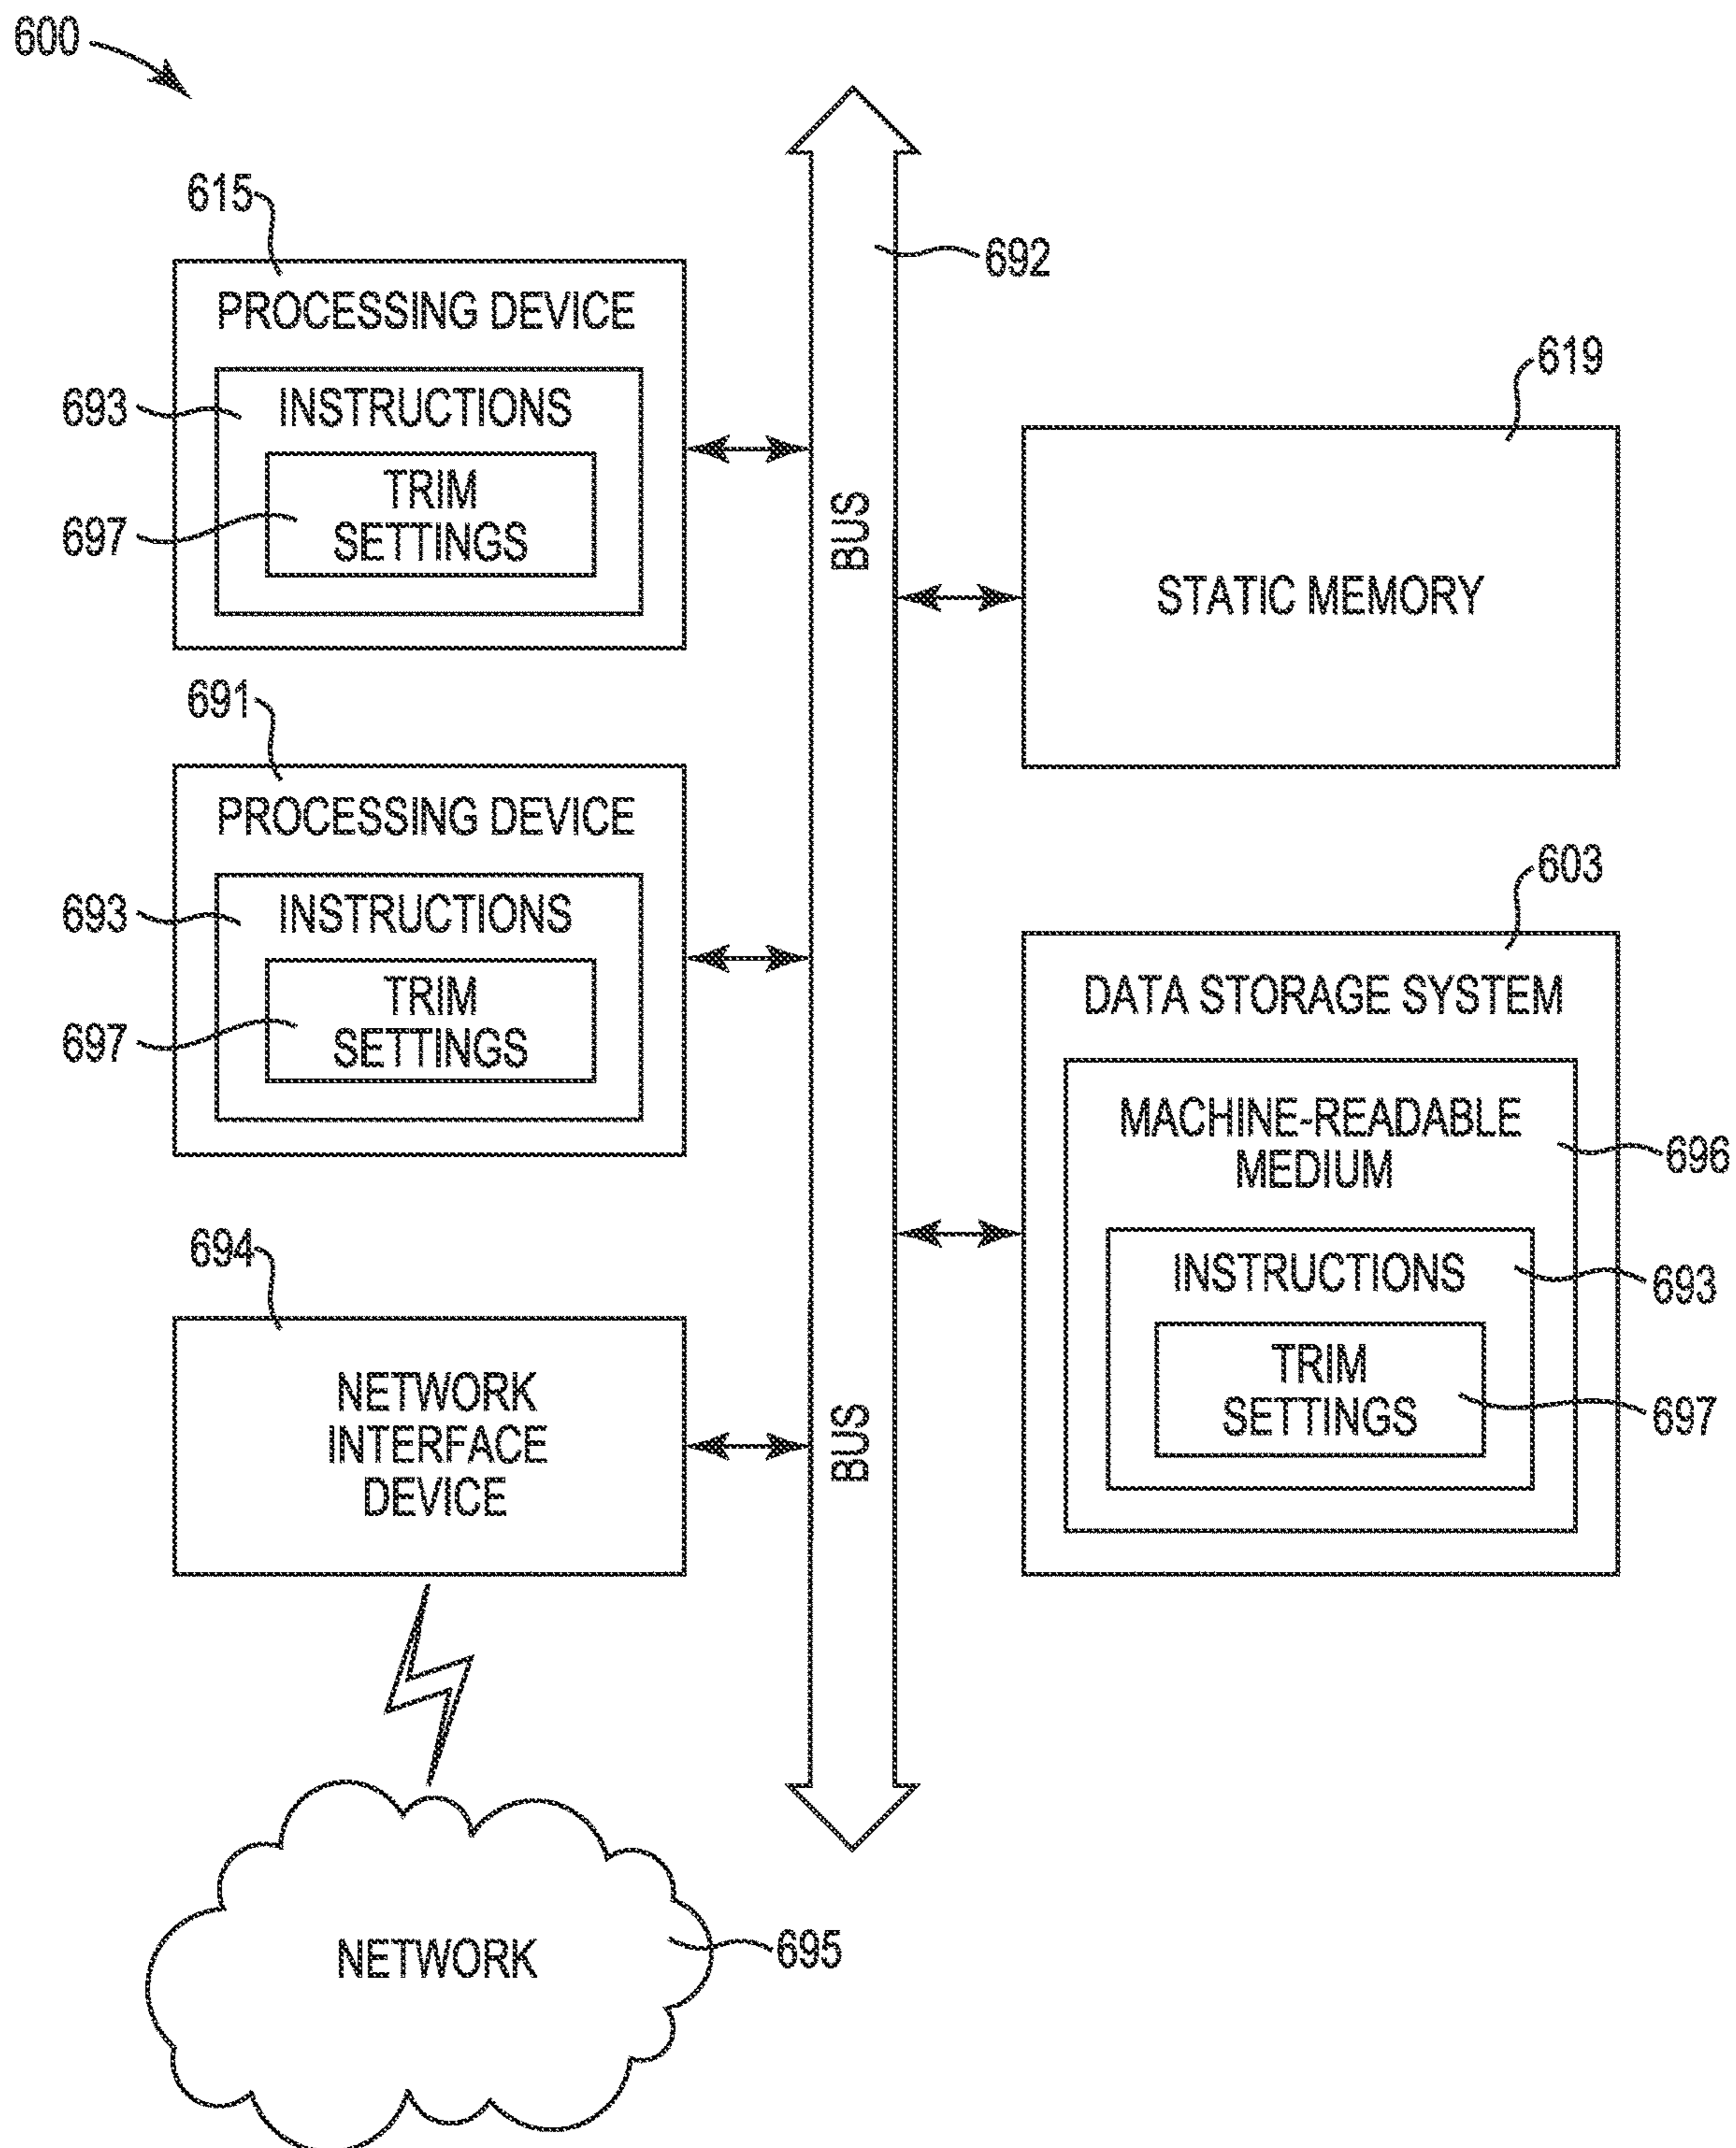 600
615
PROCESSING DEVICE
693
INSTRUCTIONS
697
TRIM
SETTINGS
691
PROCESSING DEVICE
693
INSTRUCTIONS
697
TRIM
SETTINGS
694
NETWORK
INTERFACE
DEVICE
NETWORK
695
692
BUS
BUS
619
STATIC MEMORY
603
DATA STORAGE SYSTEM
MACHINE-READABLE
MEDIUM
696
INSTRUCTIONS
693
TRIM
SETTINGS
697